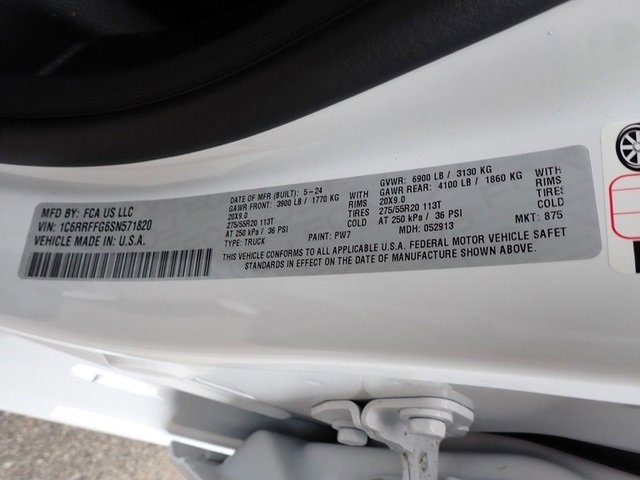 MFD BY: FCA US LLC
VIN: 1C6RRFFG6SN571820
VEHICLE MADE IN U.S.A.
DATE OF MFR (BUILT): 5-24
GAWR FRONT: 3900 LB / 1770 KG
WITH
20X9.0
RIMS
275/55R20 113T
TIRES
AT 250 kPa / 36 PSI
COLD
TYPE: TRUCK
PAINT: PW7
GVWR: 6900 LB / 3130 KG
GAWR REAR: 4100 LB / 1860 KG
WITH
20X9.0
RIMS
275/55R20 113T
TIRES
AT 250 kPa / 36 PSI
COLD
MDH: 052913
MKT: 875
THIS VEHICLE CONFORMS TO ALL APPLICABLE U.S.A. FEDERAL MOTOR VEHICLE SAFET
STANDARDS IN EFFECT ON THE DATE OF MANUFACTURE SHOWN ABOVE.